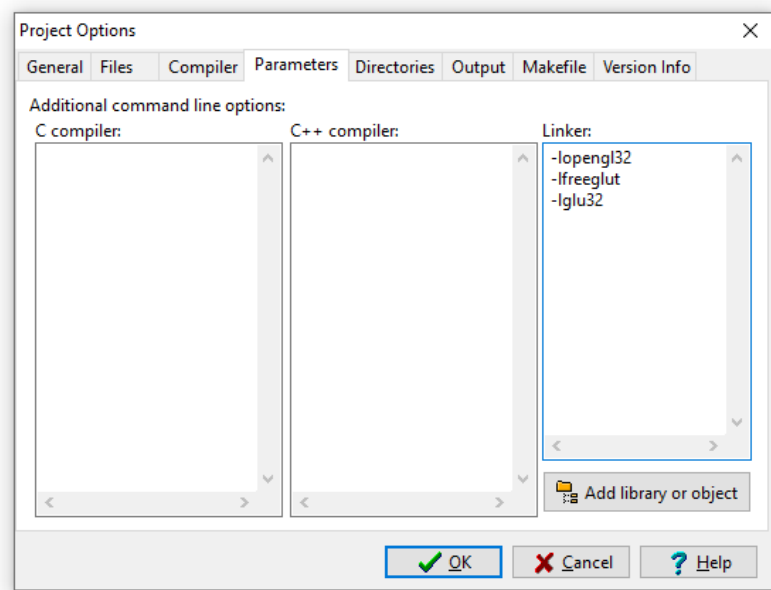 Project Options
General Files Compiler Parameters Directories Output Makefile Version Info
Additional command line options:
C compiler: C++ compiler: Linker:
-lopengl32
-lfreeglut
-lglu32
Add library or object
OK Cancel Help